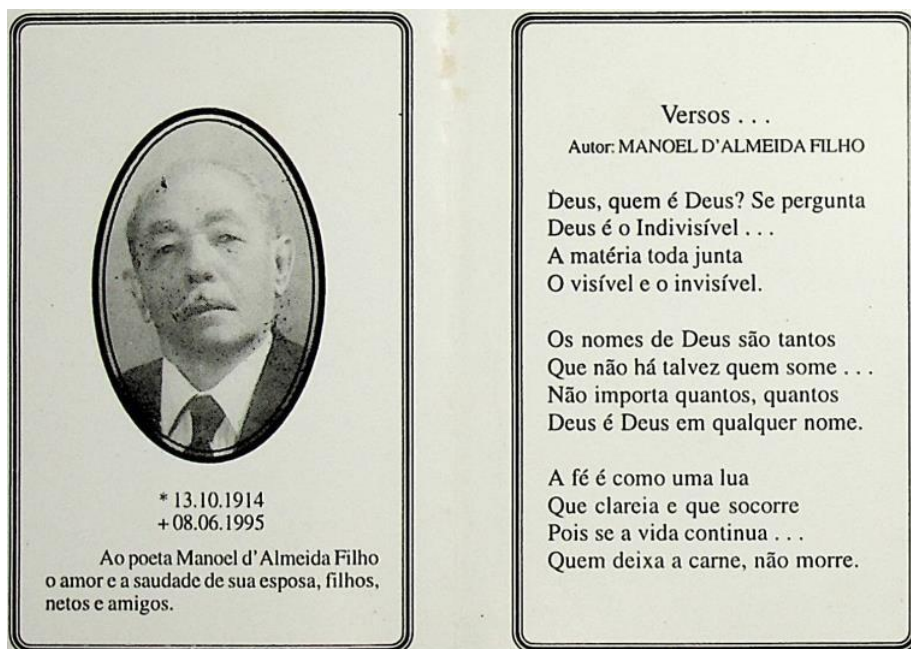 * 13.10.1914
+ 08.06.1995
Ao poeta Manoel d'Almeida Filho
o amor e a saudade de sua esposa, filhos,
netos e amigos.
Versos . . .
Autor: MANOEL D'ALMEIDA FILHO
Deus, quem é Deus? Se pergunta
Deus é o Indivisível . . .
A matéria toda junta
O visível e o invisível.
Os nomes de Deus são tantos
Que não há talvez quem some . . .
Não importa quantos, quantos
Deus é Deus em qualquer nome.
A fé é como uma lua
Que clareia e que socorre
Pois se a vida continua . . .
Quem deixa a carne, não morre.